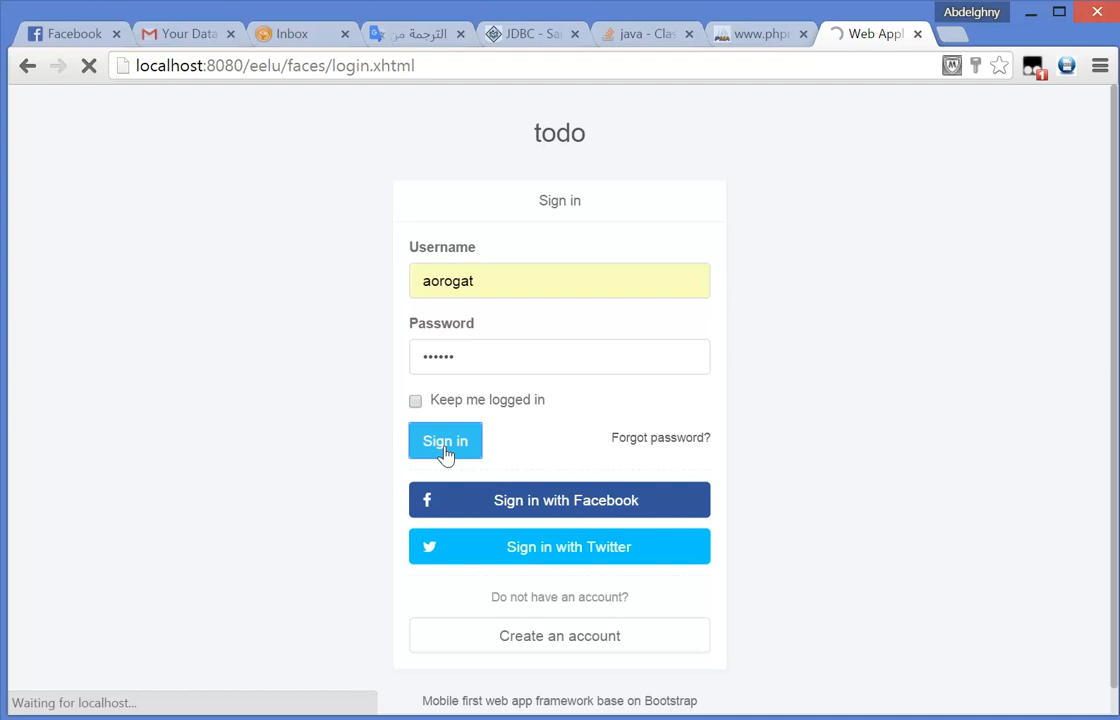 Abdelghny
Facebook
Your Data
Inbox
الترجمة من
JDBC - Sa
java - Clas
www.php
Web Appl
localhost:8080/eelu/faces/login.xhtml
todo
Sign in
Username
aorogat
Password
••••••
Keep me logged in
Sign in
Forgot password?
Sign in with Facebook
Sign in with Twitter
Do not have an account?
Create an account
Mobile first web app framework base on Bootstrap
Waiting for localhost...